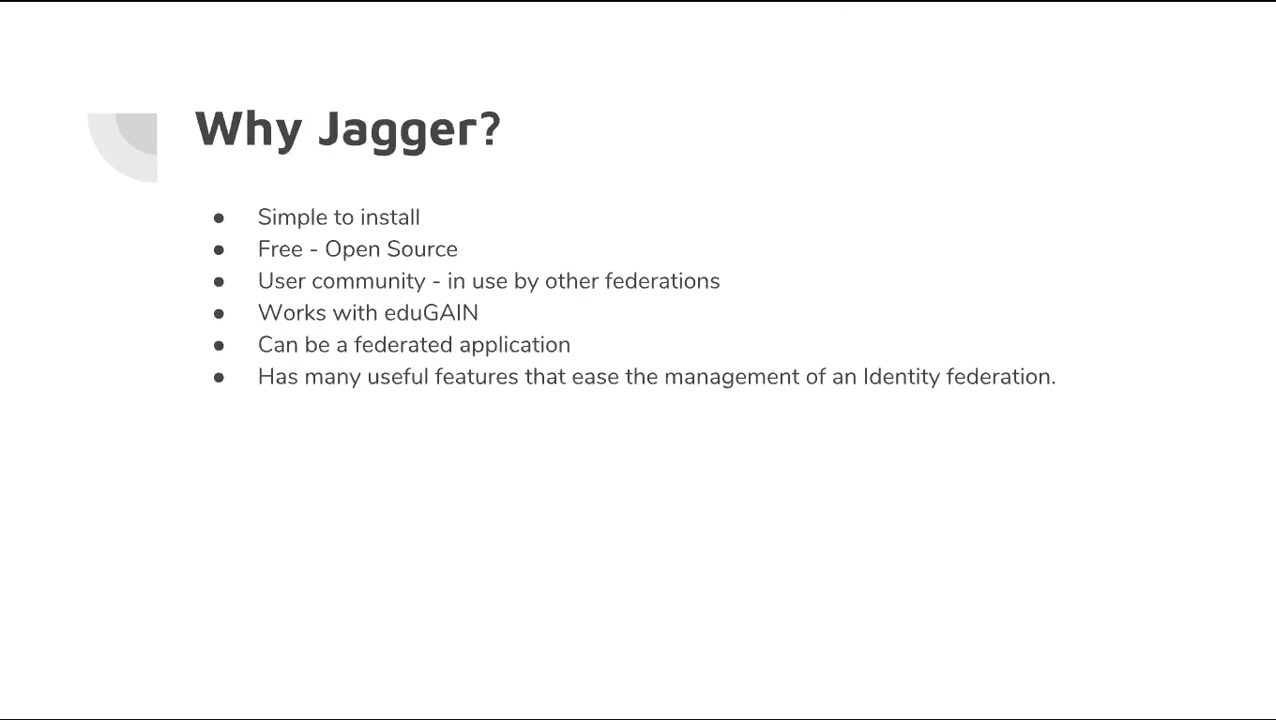 Why Jagger?
● Simple to install
● Free - Open Source
● User community - in use by other federations
● Works with eduGAIN
● Can be a federated application
● Has many useful features that ease the management of an Identity federation.